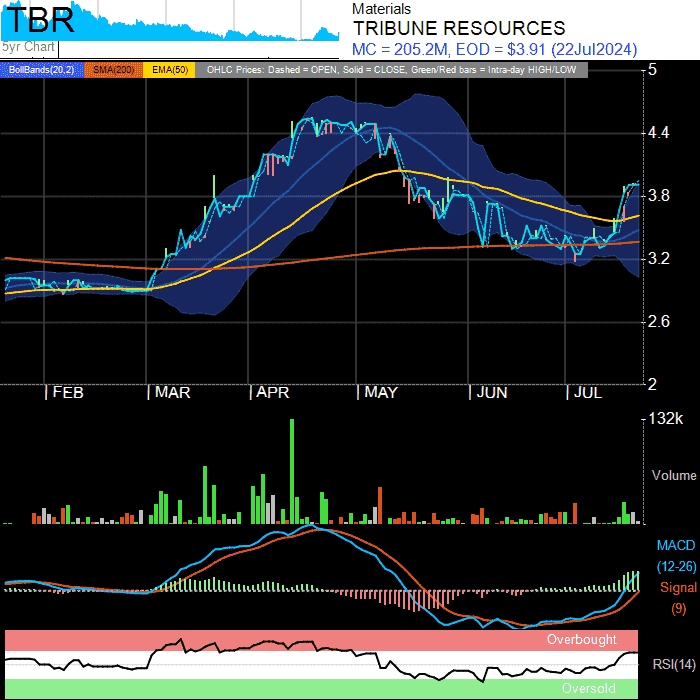 TBR
5yr Chart
Materials
TRIBUNE RESOURCES
MC = 205.2M, EOD = $3.91 (22Jul2024)
BollBands(20,2) SMA(200) EMA(50) OHLC Prices: Dashed = OPEN, Solid = CLOSE, Green/Red bars = Intra-day HIGH/LOW
5
4.4
3.8
3.2
2.6
2
FEB MAR APR MAY JUN JUL
132k
Volume
MACD
(12-26)
Signal
(9)
Overbought
RSI(14)
Oversold